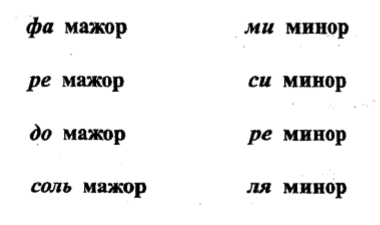 фа мажор ми минор
ре мажор си минор
до мажор ре минор
соль мажор ля минор